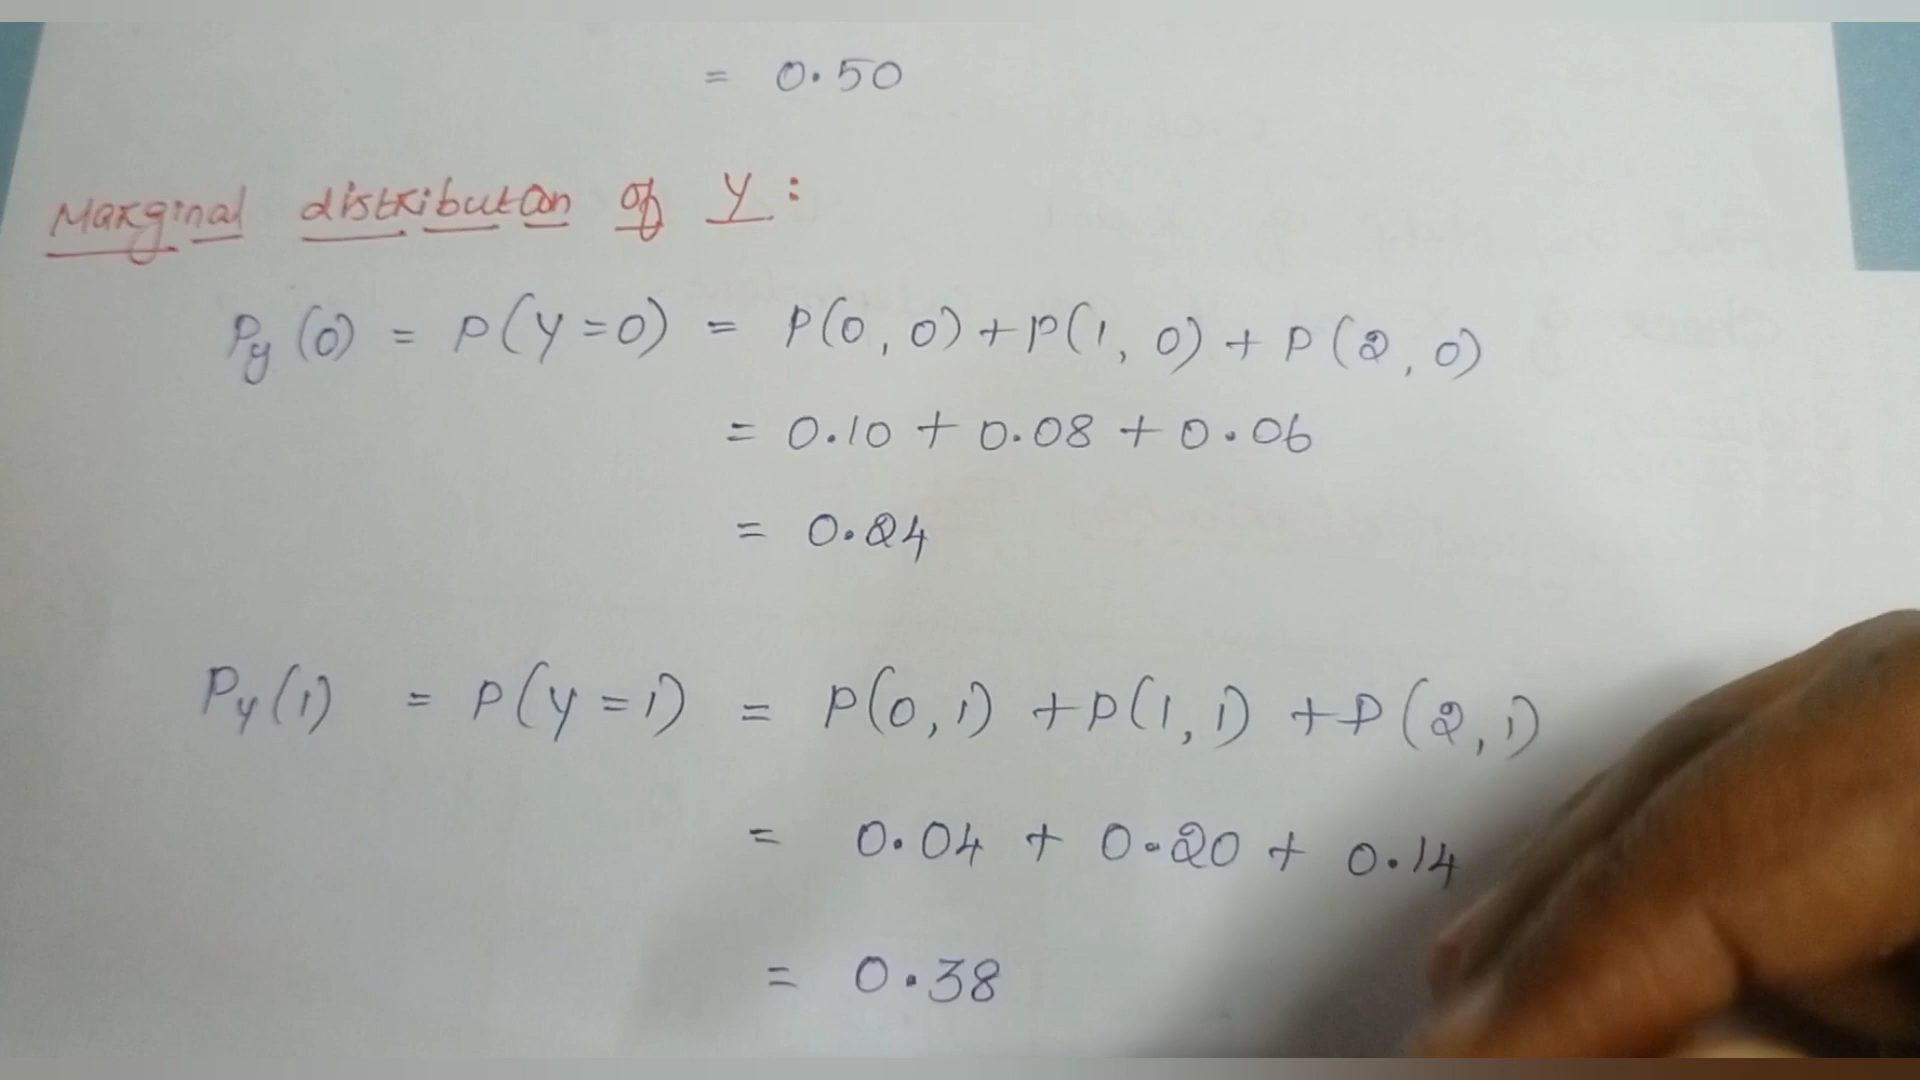 = 0.50
Marginal distribution of Y:
Py(0) = P(Y=0) = P(0,0)+P(1,0)+P(2,0)
= 0.10 + 0.08 + 0.06
= 0.24
PY(1) = P(Y=1) = P(0,1) +P(1,1) +P(2,1)
= 0.04 + 0.20 + 0.14
= 0.38